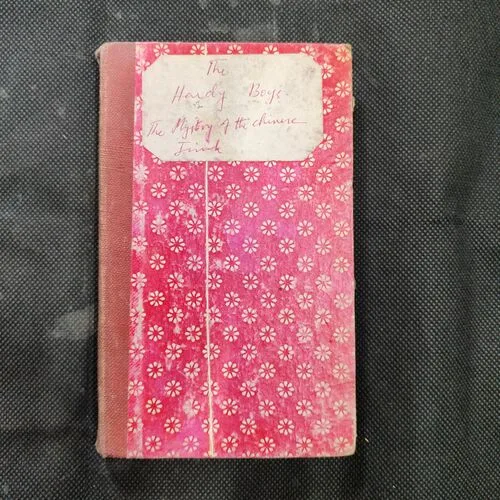 The
Hardy Boys
The Mystery of the chinese
Junk